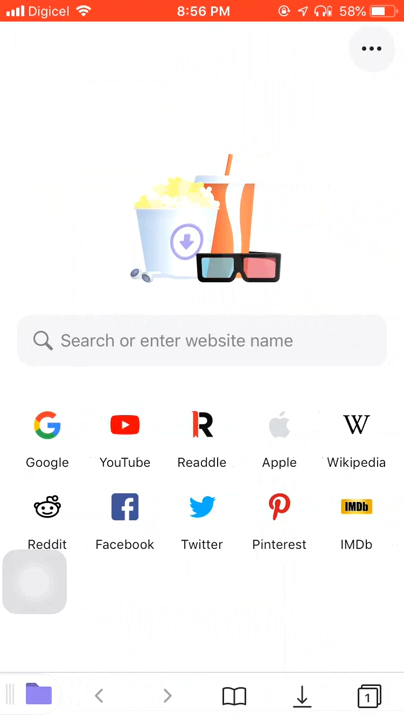 Digicel 8:56 PM 58%
Search or enter website name
Google YouTube Readdle Apple Wikipedia
IMDb
Reddit Facebook Twitter Pinterest IMDb
1